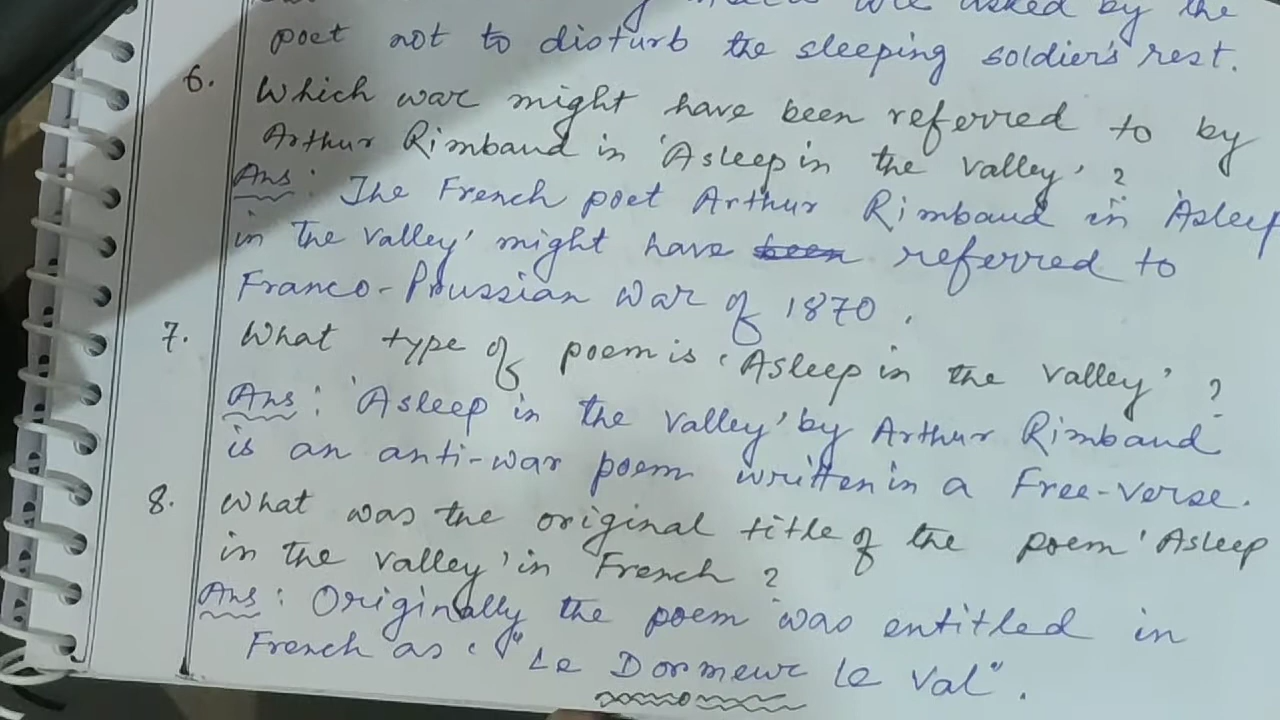 asked by the
poet not to disturb the sleeping soldier's rest.
6. Which war might have been referred to by
Arthur Rimbaud in 'Asleep in the valley'?
Ans: The French poet Arthur Rimbaud in 'Asleep
in the valley' might have been referred to
Franco-Prussian War of 1870.
7. What type of poem is 'Asleep in the valley'?
Ans: 'Asleep in the valley' by Arthur Rimbaud
is an anti-war poem written in a Free-verse.
8. What was the original title of the poem 'Asleep
in the valley' in French?
Ans: Originally the poem was entitled in
French as: "Le Dormeur le Val".